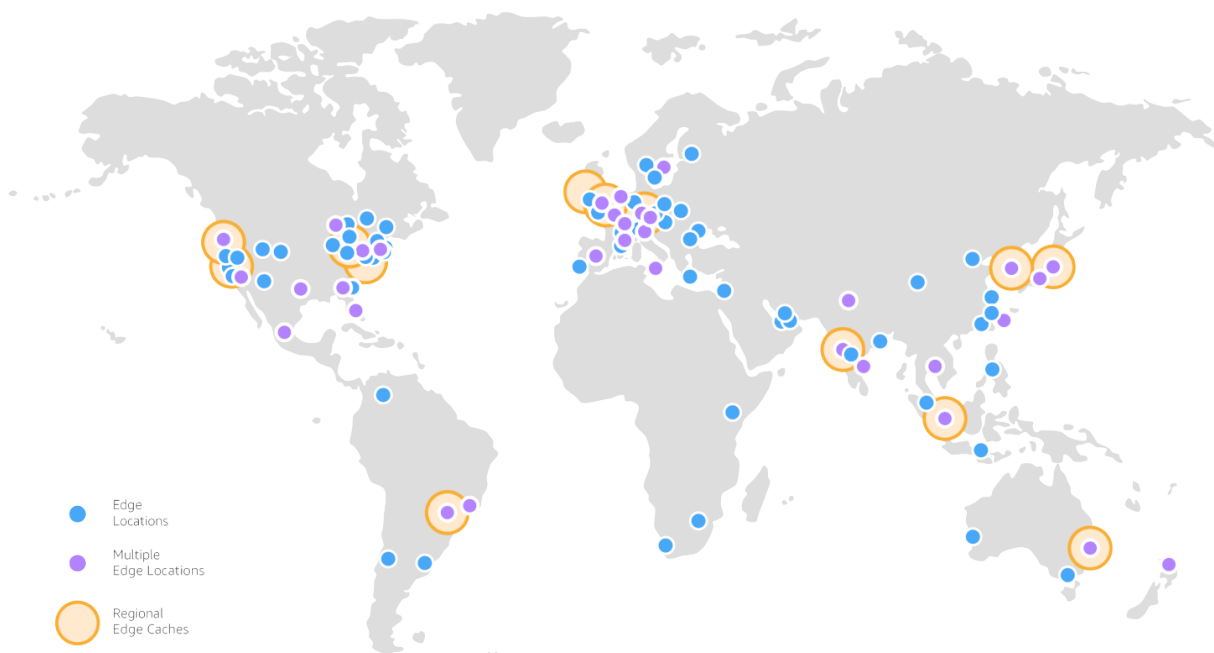 Edge
Locations
Multiple
Edge Locations
Regional
Edge Caches